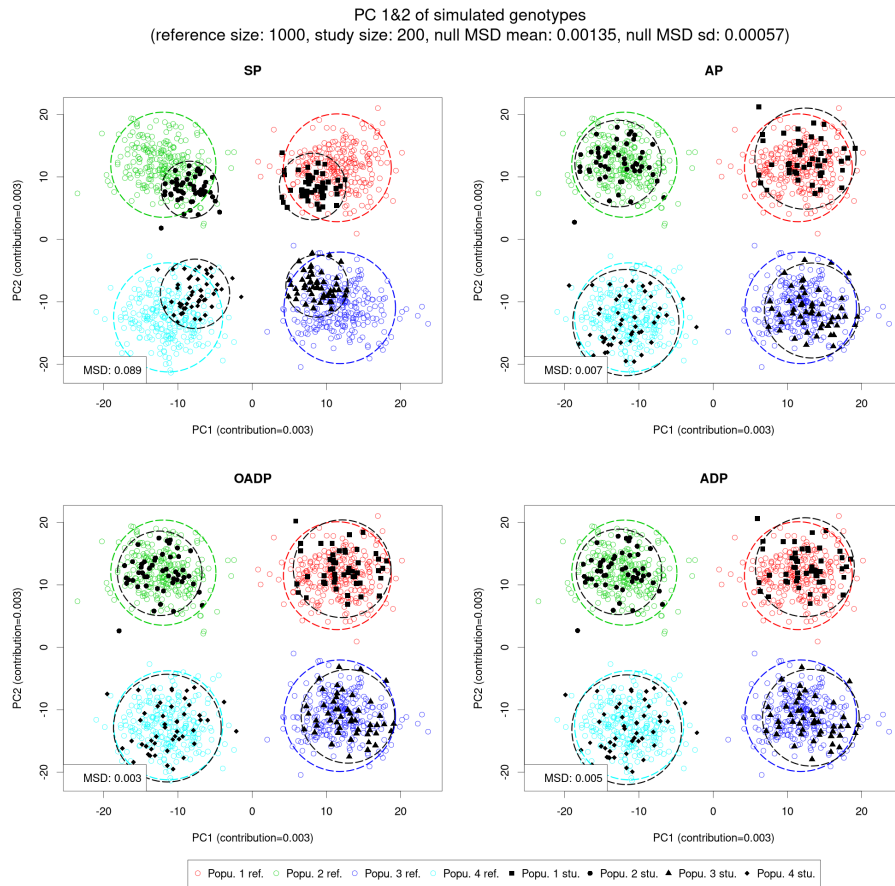 PC 1&2 of simulated genotypes
(reference size: 1000, study size: 200, null MSD mean: 0.00135, null MSD sd: 0.00057)
SP
PC2 (contribution=0.003)
20
10
0
-10
-20
MSD: 0.089
-20 -10 0 10 20
PC1 (contribution=0.003)
AP
PC2 (contribution=0.003)
20
10
0
-10
-20
MSD: 0.007
-20 -10 0 10 20
PC1 (contribution=0.003)
OADP
PC2 (contribution=0.003)
20
10
0
-10
-20
MSD: 0.003
-20 -10 0 10 20
PC1 (contribution=0.003)
ADP
PC2 (contribution=0.003)
20
10
0
-10
-20
MSD: 0.005
-20 -10 0 10 20
PC1 (contribution=0.003)
Popu. 1 ref. Popu. 2 ref. Popu. 3 ref. Popu. 4 ref. Popu. 1 stu. Popu. 2 stu. Popu. 3 stu. Popu. 4 stu.